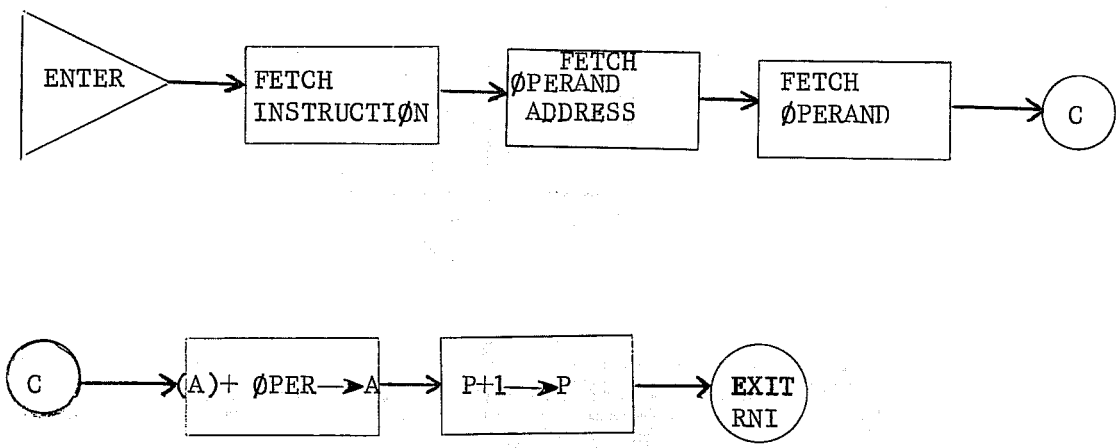 ENTER
FETCH
INSTRUCTIØN
FETCH
ØPERAND
ADDRESS
FETCH
ØPERAND
C
C
(A)+ ØPER→A
P+1→P
EXIT
RNI